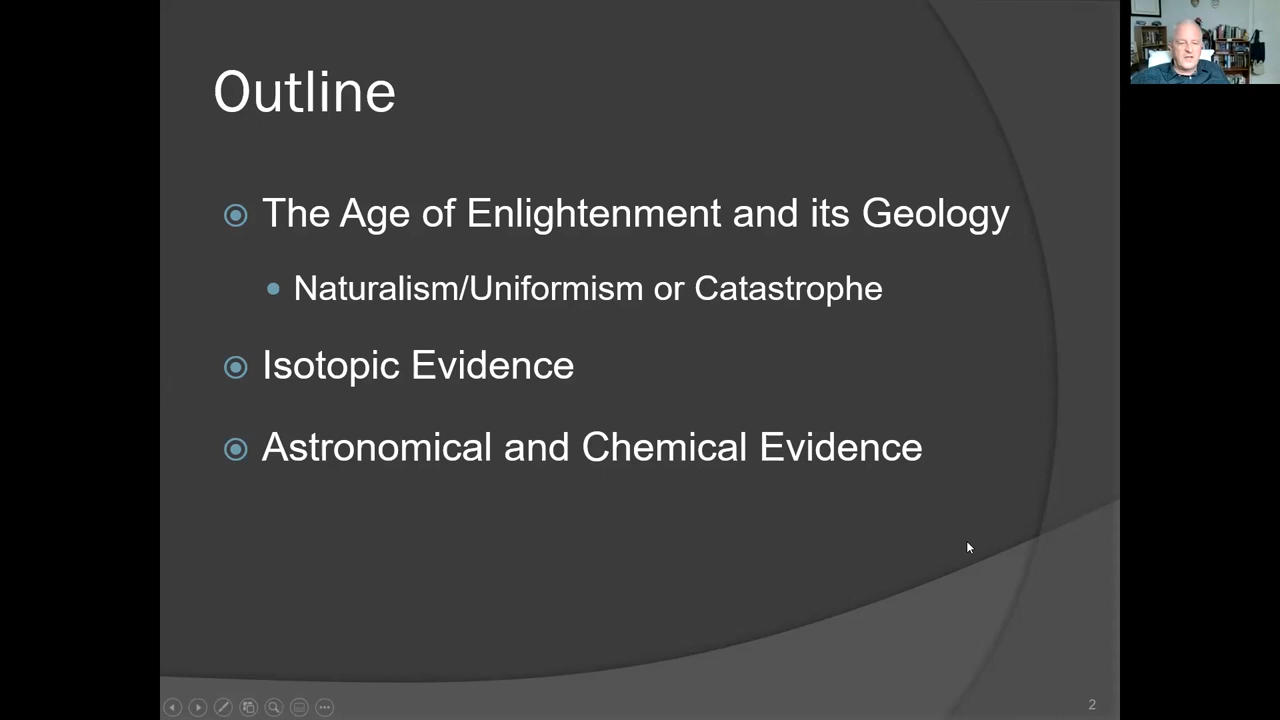 Outline
The Age of Enlightenment and its Geology
Naturalism/Uniformism or Catastrophe
Isotopic Evidence
Astronomical and Chemical Evidence
2